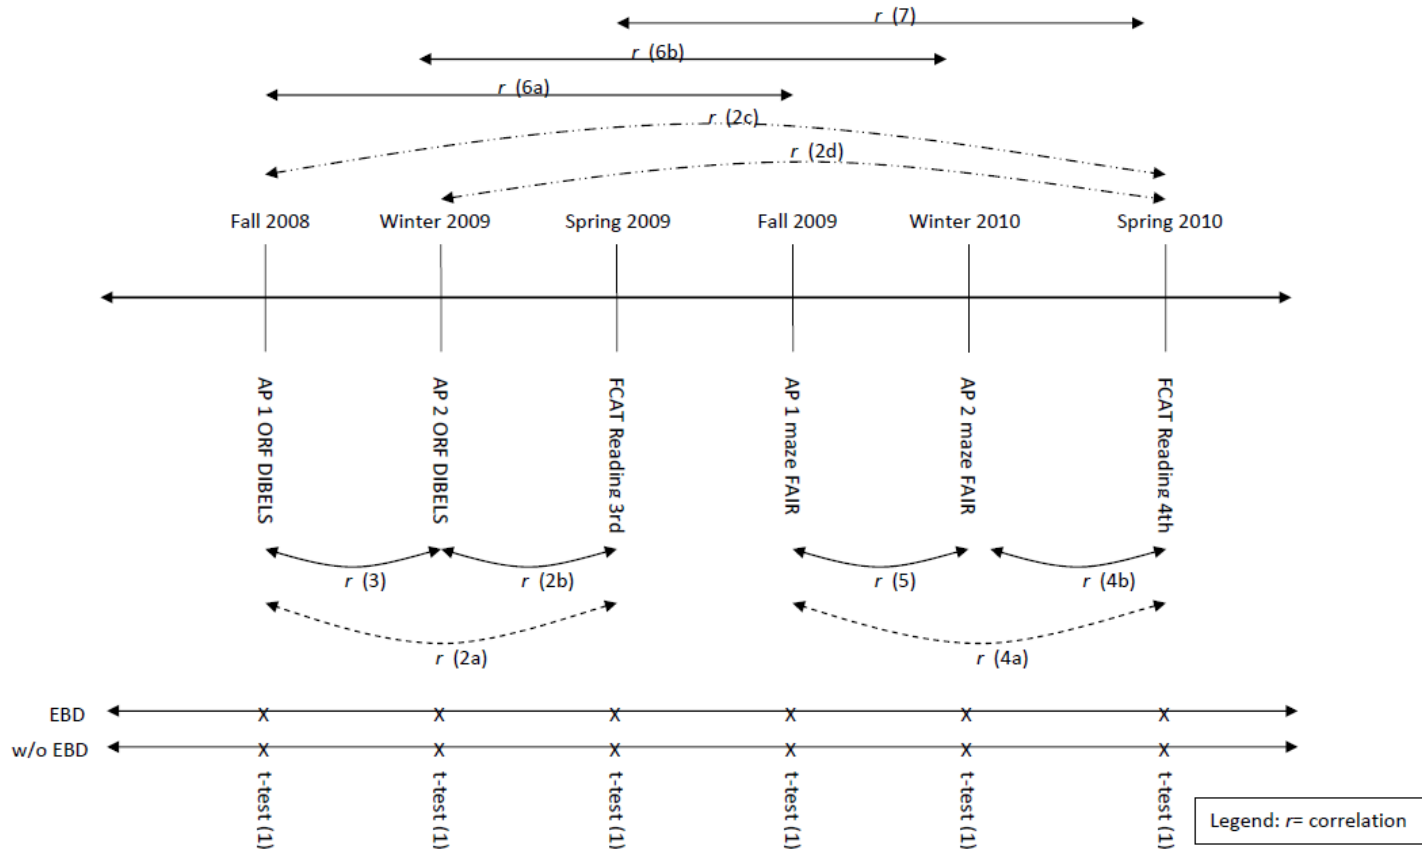 r (7)
r (6b)
r (6a)
r (2c)
r (2d)
Fall 2008
Winter 2009
Spring 2009
Fall 2009
Winter 2010
Spring 2010
AP 1 ORF DIBELS
AP 2 ORF DIBELS
FCAT Reading 3rd
AP 1 maze FAIR
AP 2 maze FAIR
FCAT Reading 4th
r (3)
r (2b)
r (5)
r (4b)
r (2a)
r (4a)
EBD
X X X X X X
w/o EBD
X X X X X X
t-test (1)
t-test (1)
t-test (1)
t-test (1)
t-test (1)
t-test (1)
Legend: r= correlation